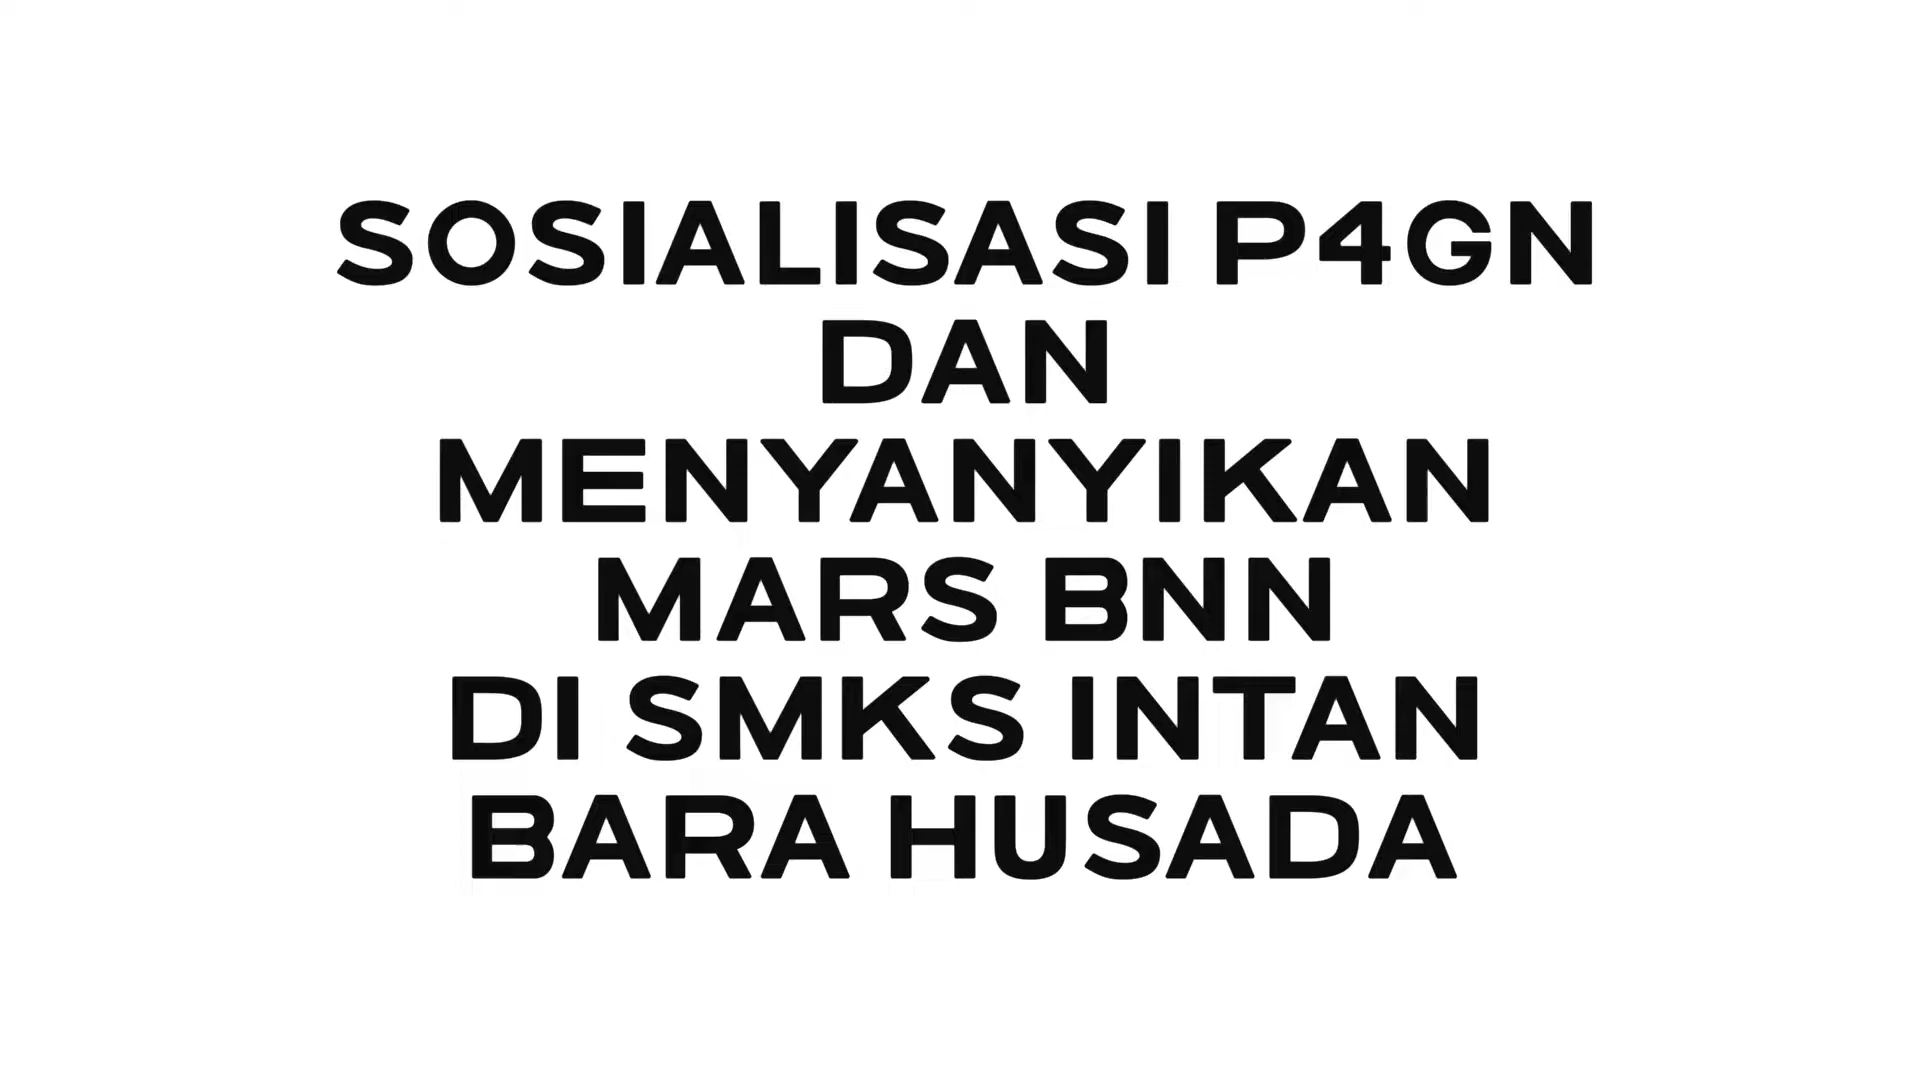 SOSIALISASI P4GN
DAN
MENYANYIKAN
MARS BNN
DI SMKS INTAN
BARA HUSADA